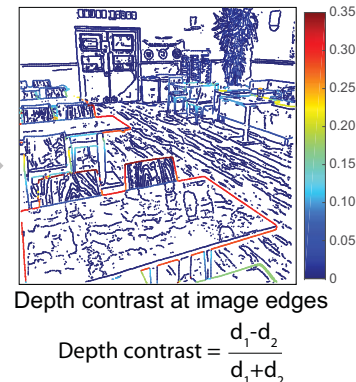 0.35
0.30
0.25
0.20
0.15
0.10
0.05
0
Depth contrast at image edges
Depth contrast = d₁-d₂
d₁+d₂